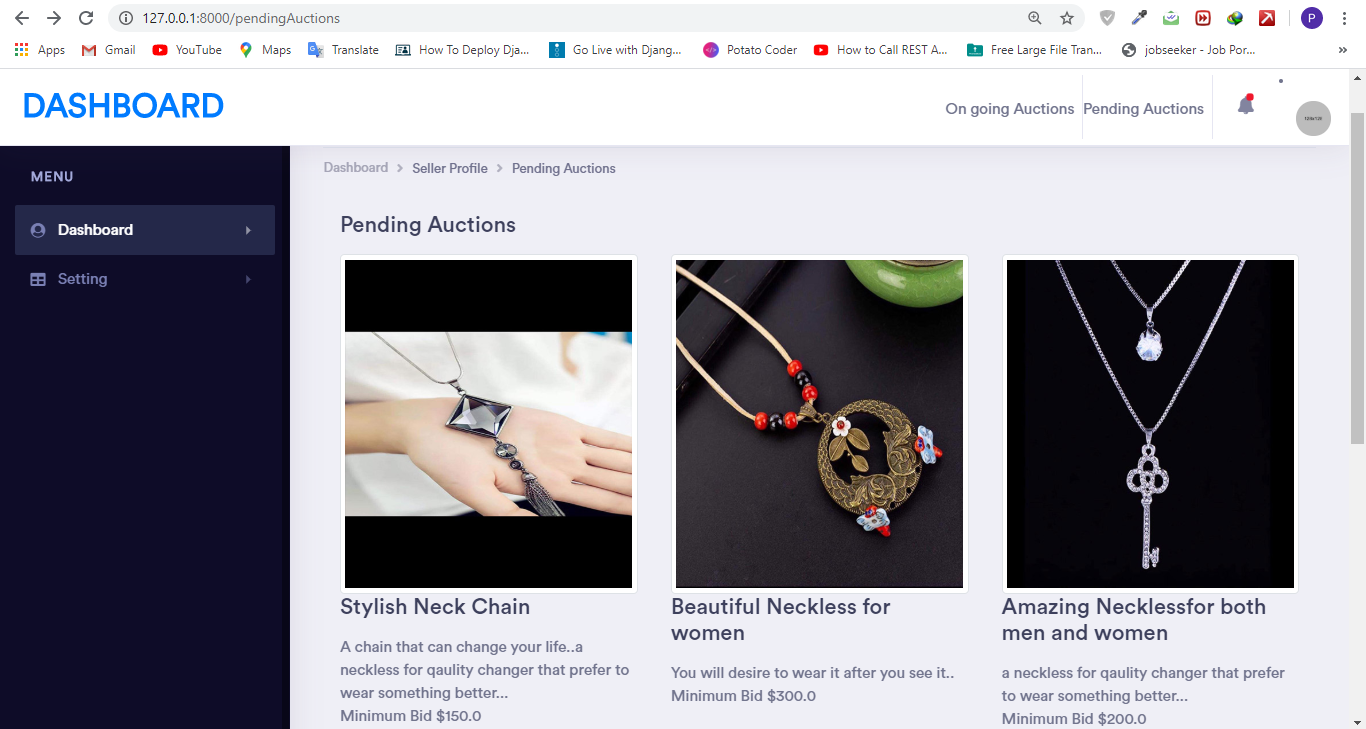 127.0.0.1:8000/pendingAuctions
P
Apps Gmail YouTube Maps Translate How To Deploy Dja... Go Live with Djang... Potato Coder How to Call REST A... Free Large File Tran... jobseeker - Job Por... »
DASHBOARD
On going Auctions Pending Auctions
MENU
Dashboard
Setting
Dashboard > Seller Profile > Pending Auctions
Pending Auctions
Stylish Neck Chain
A chain that can change your life..a
neckless for qaulity changer that prefer to
wear something better...
Minimum Bid $150.0
Beautiful Neckless for
women
You will desire to wear it after you see it..
Minimum Bid $300.0
Amazing Necklessfor both
men and women
a neckless for qaulity changer that prefer
to wear something better...
Minimum Bid $200.0